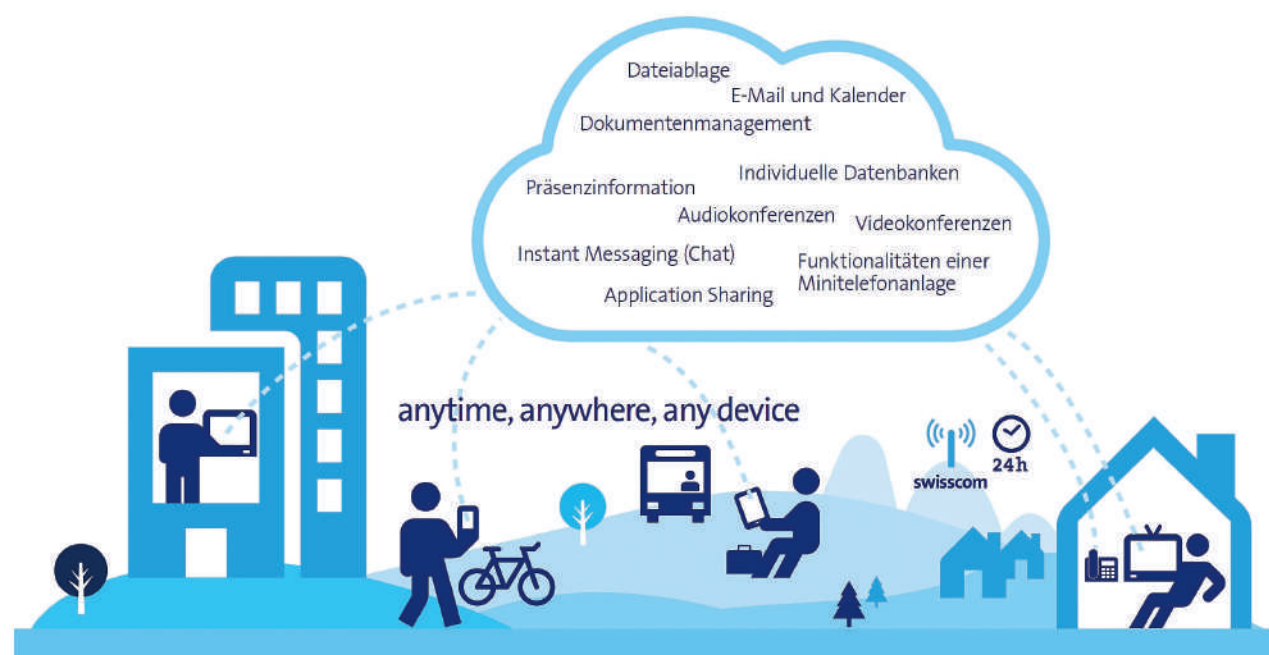 Dateiablage
E-Mail und Kalender
Dokumentenmanagement
Individuelle Datenbanken
Präsenzinformation
Audiokonferenzen
Videokonferenzen
Instant Messaging (Chat)
Funktionalitäten einer
Minitelefonanlage
Application Sharing
anytime, anywhere, any device
24h
swisscom